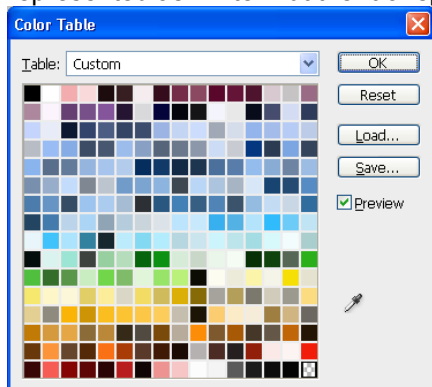 Color Table
Table: Custom
OK
Reset
Load...
Save...
Preview